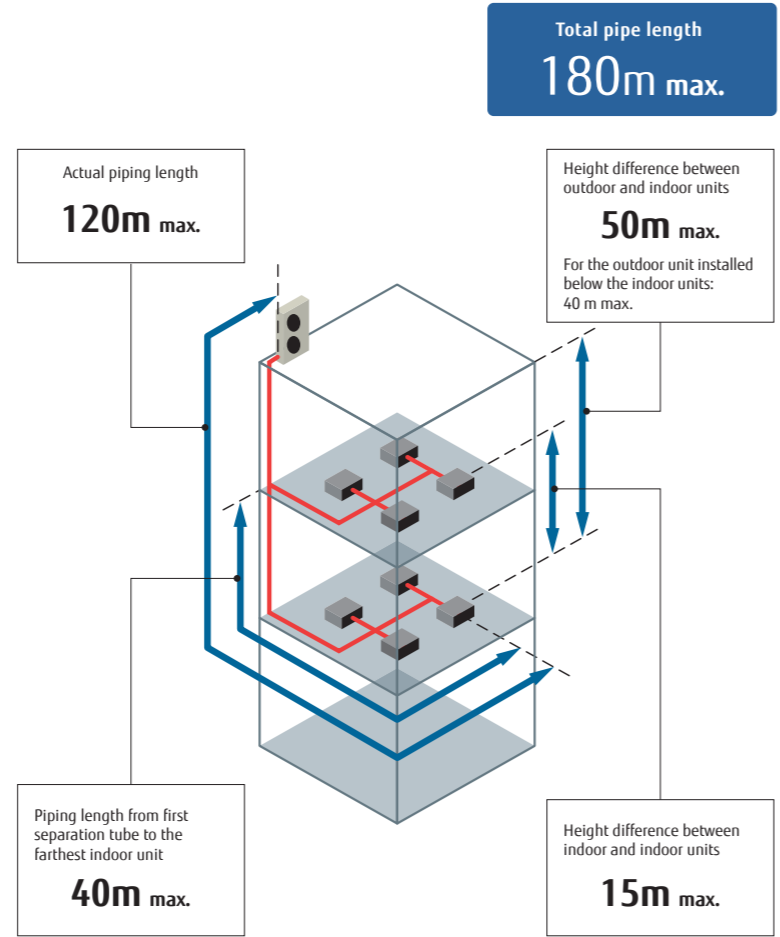 Total pipe length
180m max.
Actual piping length
120m max.
Height difference between
outdoor and indoor units
50m max.
For the outdoor unit installed
below the indoor units:
40 m max.
Piping length from first
separation tube to the
farthest indoor unit
40m max.
Height difference between
indoor and indoor units
15m max.